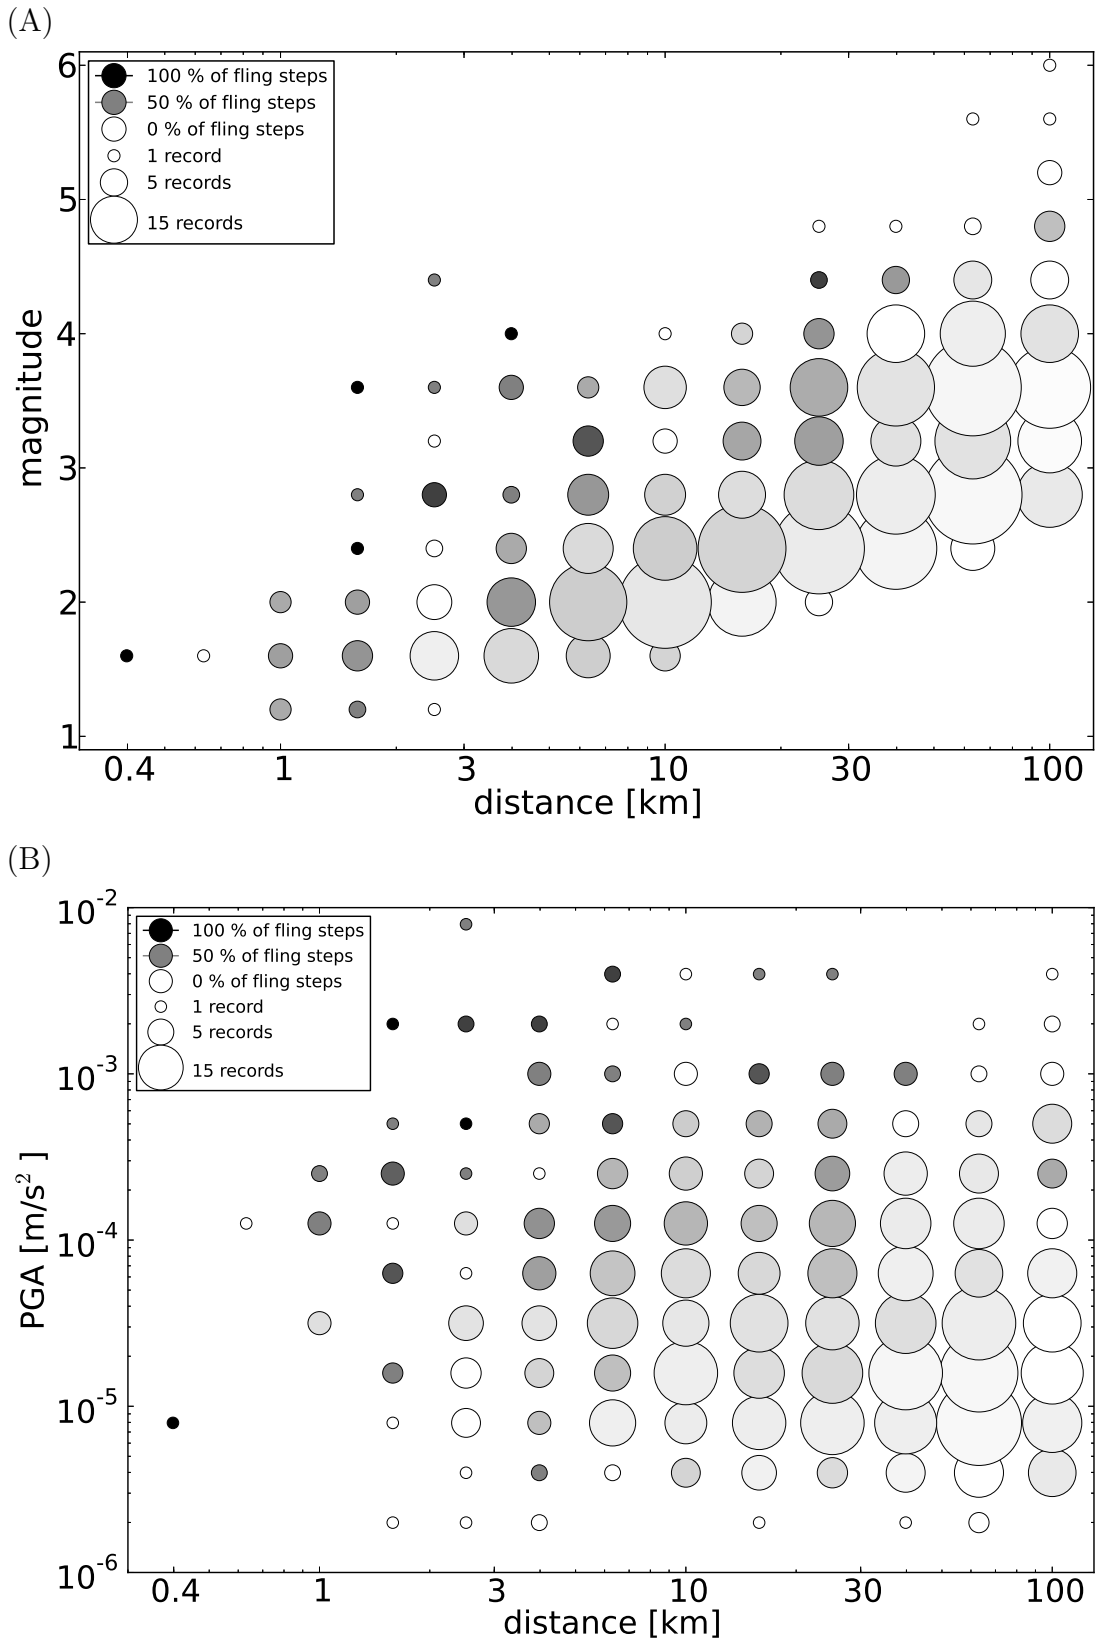 (A)
6
5
4
3
2
1
magnitude
100 % of fling steps
50 % of fling steps
0 % of fling steps
1 record
5 records
15 records
0.4 1 3 10 30 100
distance [km]
(B)
10-2
10-3
10-4
10-5
10-6
PGA [m/s2 ]
100 % of fling steps
50 % of fling steps
0 % of fling steps
1 record
5 records
15 records
0.4 1 3 10 30 100
distance [km]